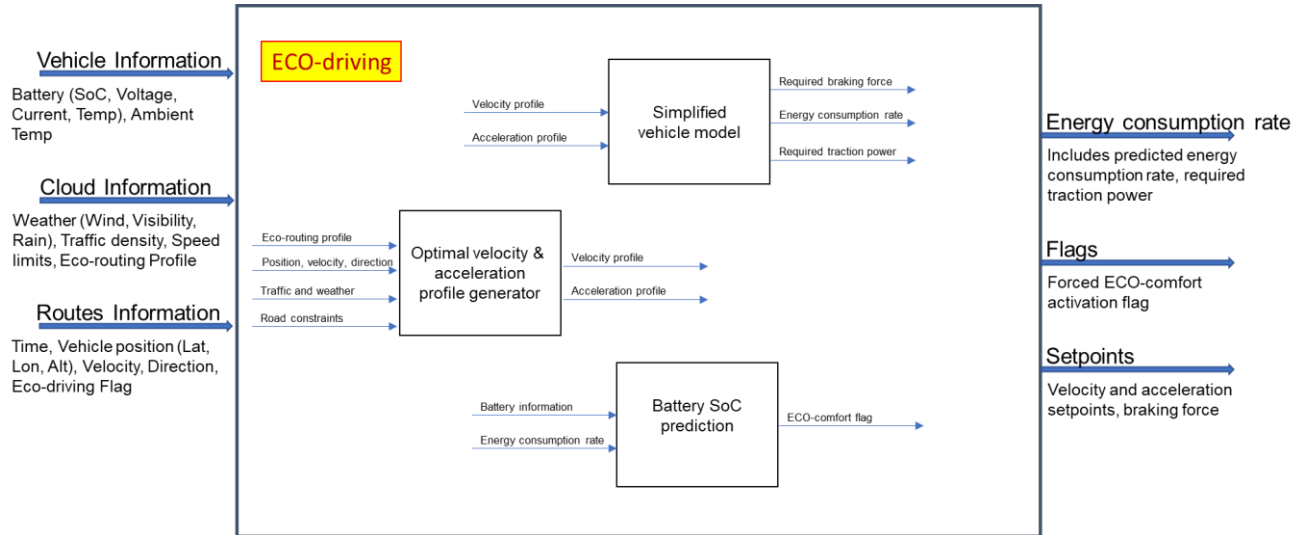 Vehicle Information
Battery (SoC, Voltage,
Current, Temp), Ambient
Temp
Cloud Information
Weather (Wind, Visibility,
Rain), Traffic density, Speed
limits, Eco-routing Profile
Routes Information
Time, Vehicle position (Lat,
Lon, Alt), Velocity, Direction,
Eco-driving Flag
ECO-driving
Velocity profile
Acceleration profile
Simplified
vehicle model
Required braking force
Energy consumption rate
Required traction power
Eco-routing profile
Position, velocity, direction
Traffic and weather
Road constraints
Optimal velocity &
acceleration
profile generator
Velocity profile
Acceleration profile
Battery information
Energy consumption rate
Battery SoC
prediction
ECO-comfort flag
Energy consumption rate
Includes predicted energy
consumption rate, required
traction power
Flags
Forced ECO-comfort
activation flag
Setpoints
Velocity and acceleration
setpoints, braking force